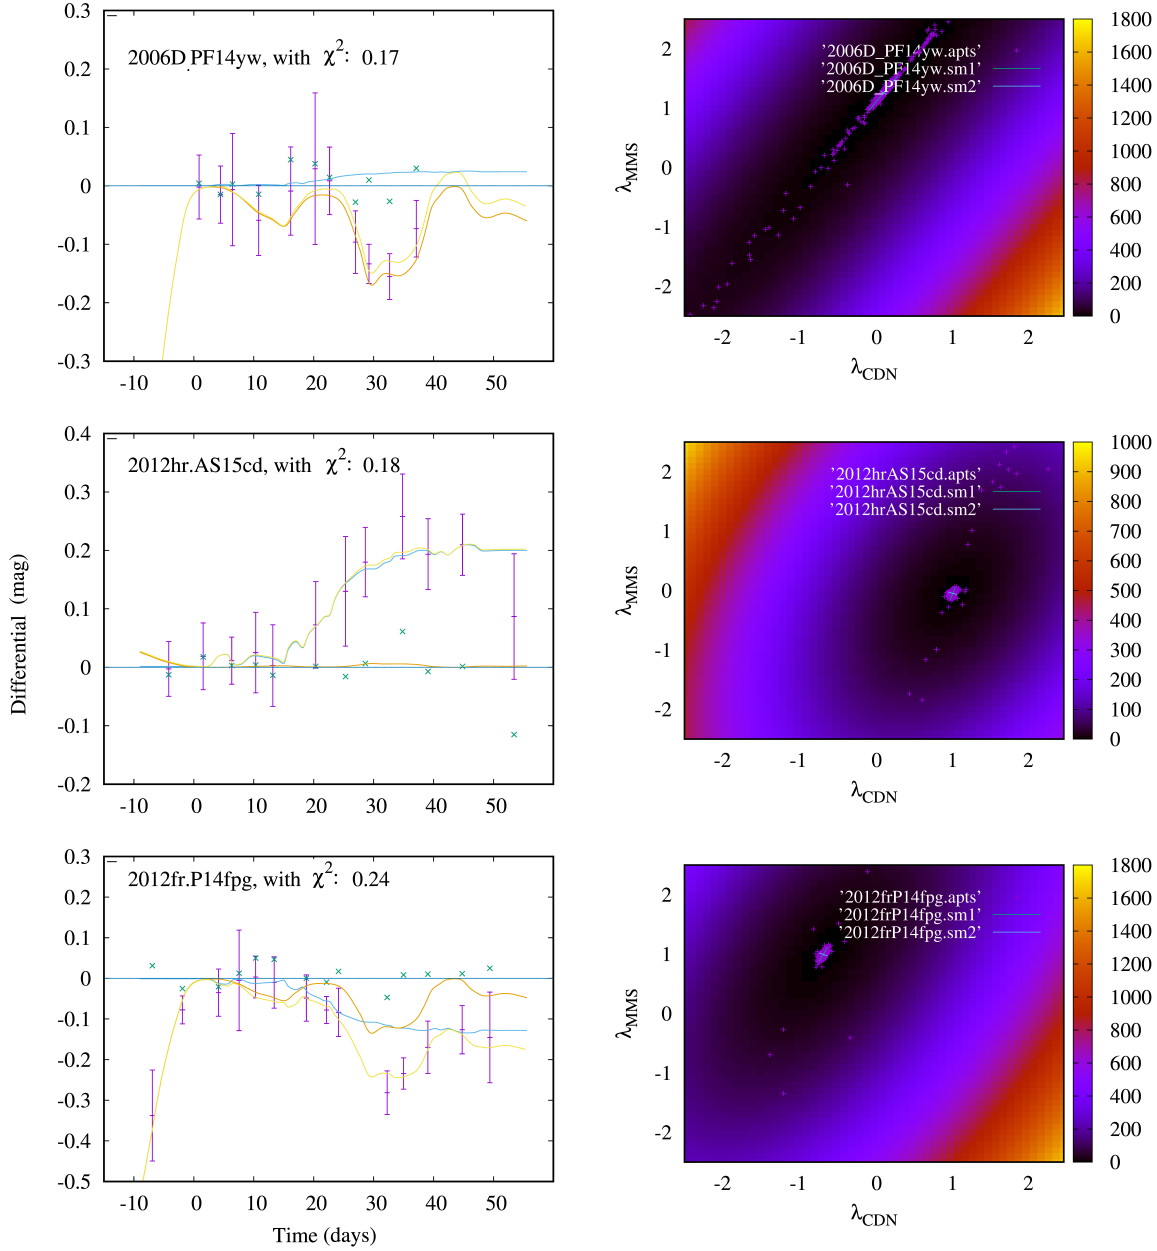 0.3
0.2
0.1
0
-0.1
-0.2
-0.3
2006D PF14yw, with χ2: 0.17
-10 0 10 20 30 40 50
2
1
0
-1
-2
λMMS
'2006D_PF14yw.apts'
'2006D_PF14yw.sm1'
'2006D_PF14yw.sm2'
-2 -1 0 1 2
λCDN
1800
1600
1400
1200
1000
800
600
400
200
0
Differential (mag)
0.4
0.3
0.2
0.1
0
-0.1
-0.2
2012hr.AS15cd, with χ2: 0.18
-10 0 10 20 30 40 50
2
1
0
-1
-2
λMMS
'2012hrAS15cd.apts'
'2012hrAS15cd.sm1'
'2012hrAS15cd.sm2'
-2 -1 0 1 2
λCDN
1000
900
800
700
600
500
400
300
200
100
0
0.3
0.2
0.1
0
-0.1
-0.2
-0.3
-0.4
-0.5
2012fr.P14fpg, with χ2: 0.24
-10 0 10 20 30 40 50
Time (days)
2
1
0
-1
-2
λMMS
'2012frP14fpg.apts'
'2012frP14fpg.sm1'
'2012frP14fpg.sm2'
-2 -1 0 1 2
λCDN
1800
1600
1400
1200
1000
800
600
400
200
0